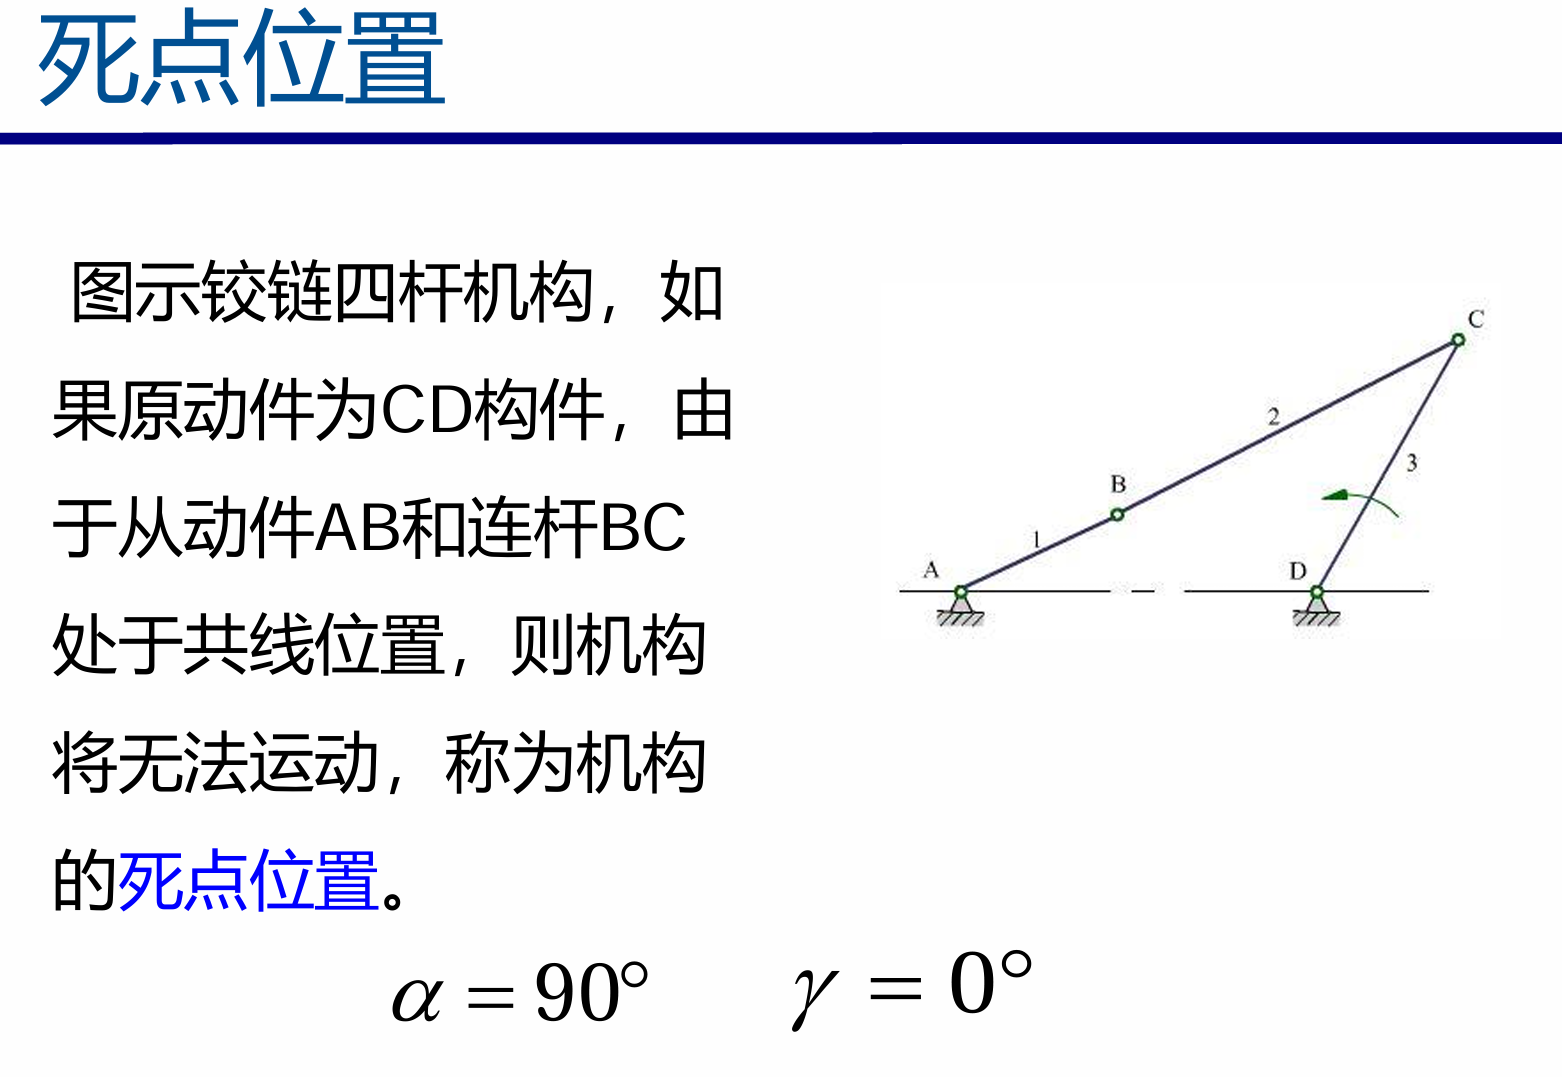 死点位置
图示铰链四杆机构，如
果原动件为CD构件，由
于从动件AB和连杆BC
处于共线位置，则机构
将无法运动，称为机构
的死点位置。
C
2
3
B
1
A
D
α = 90° γ = 0°